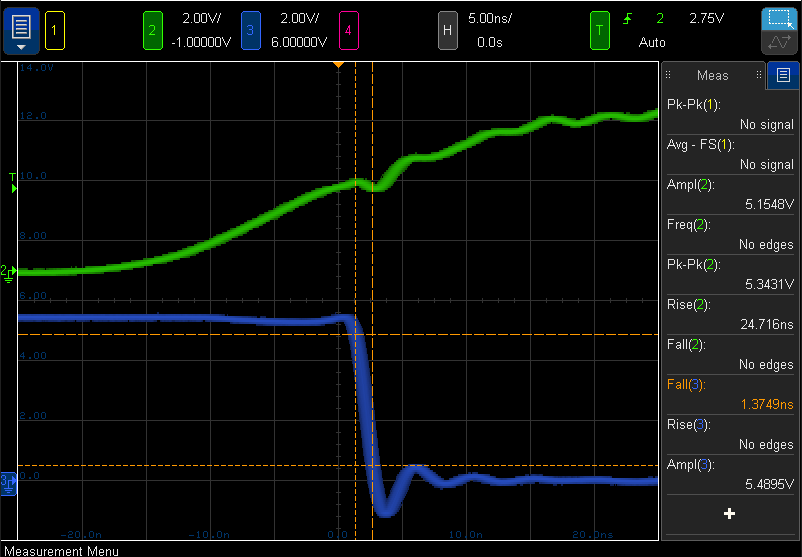 1
2
2.00V/
-1.00000V
3
2.00V/
6.00000V
4
H
5.00ns/
0.0s
T
2
2.75V
Auto
14.0V
12.0
10.0
8.00
6.00
4.00
2.00
0.0
T
2
3
-20.0n
-10.0n
0.0
10.0n
20.0n
Meas
Pk-Pk(1):
No signal
Avg - FS(1):
No signal
Ampl(2):
5.1548V
Freq(2):
No edges
Pk-Pk(2):
5.3431V
Rise(2):
24.716ns
Fall(2):
No edges
Fall(3):
1.3749ns
Rise(3):
No edges
Ampl(3):
5.4895V
+
Measurement Menu